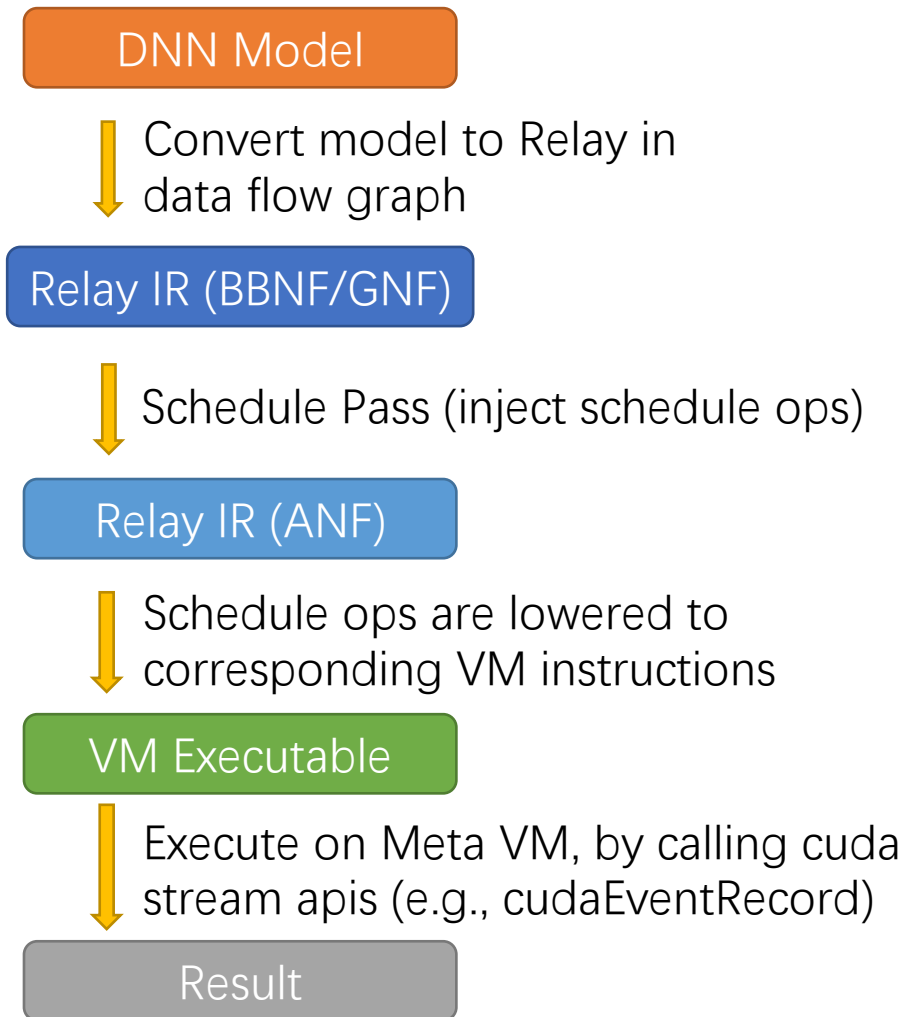 DNN Model
Convert model to Relay in
data flow graph
Relay IR (BBNF/GNF)
Schedule Pass (inject schedule ops)
Relay IR (ANF)
Schedule ops are lowered to
corresponding VM instructions
VM Executable
Execute on Meta VM, by calling cuda
stream apis (e.g., cudaEventRecord)
Result